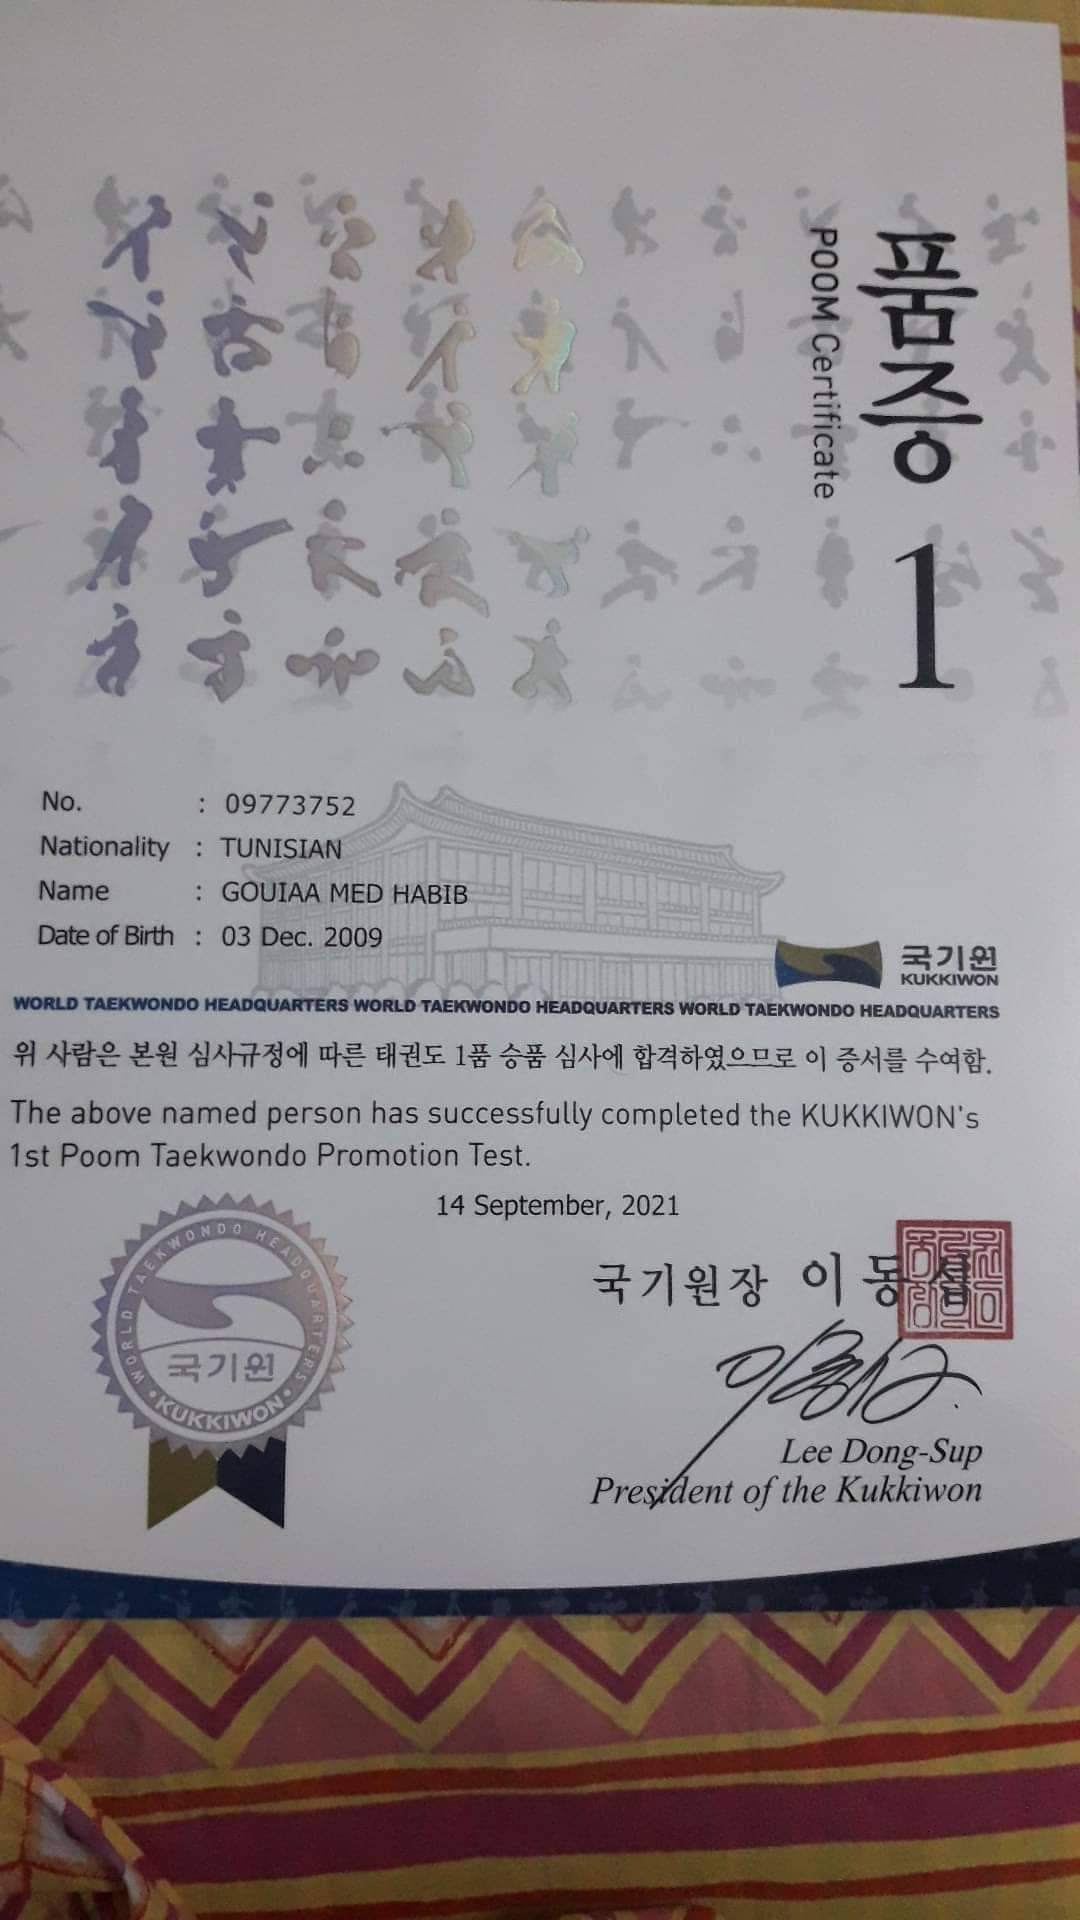 품증 1
POOM Certificate
No. : 09773752
Nationality : TUNISIAN
Name : GOUIAA MED HABIB
Date of Birth : 03 Dec. 2009
국기원
KUKKIWON
WORLD TAEKWONDO HEADQUARTERS WORLD TAEKWONDO HEADQUARTERS WORLD TAEKWONDO HEADQUARTERS
위 사람은 본원 심사규정에 따른 태권도 1품 승품 심사에 합격하였으므로 이 증서를 수여함.
The above named person has successfully completed the KUKKIWON's
1st Poom Taekwondo Promotion Test.
14 September, 2021
WORLD TAEKWONDO HEADQUARTERS
국기원
KUKKIWON
국기원장 이동섭
Lee Dong-Sup
President of the Kukkiwon